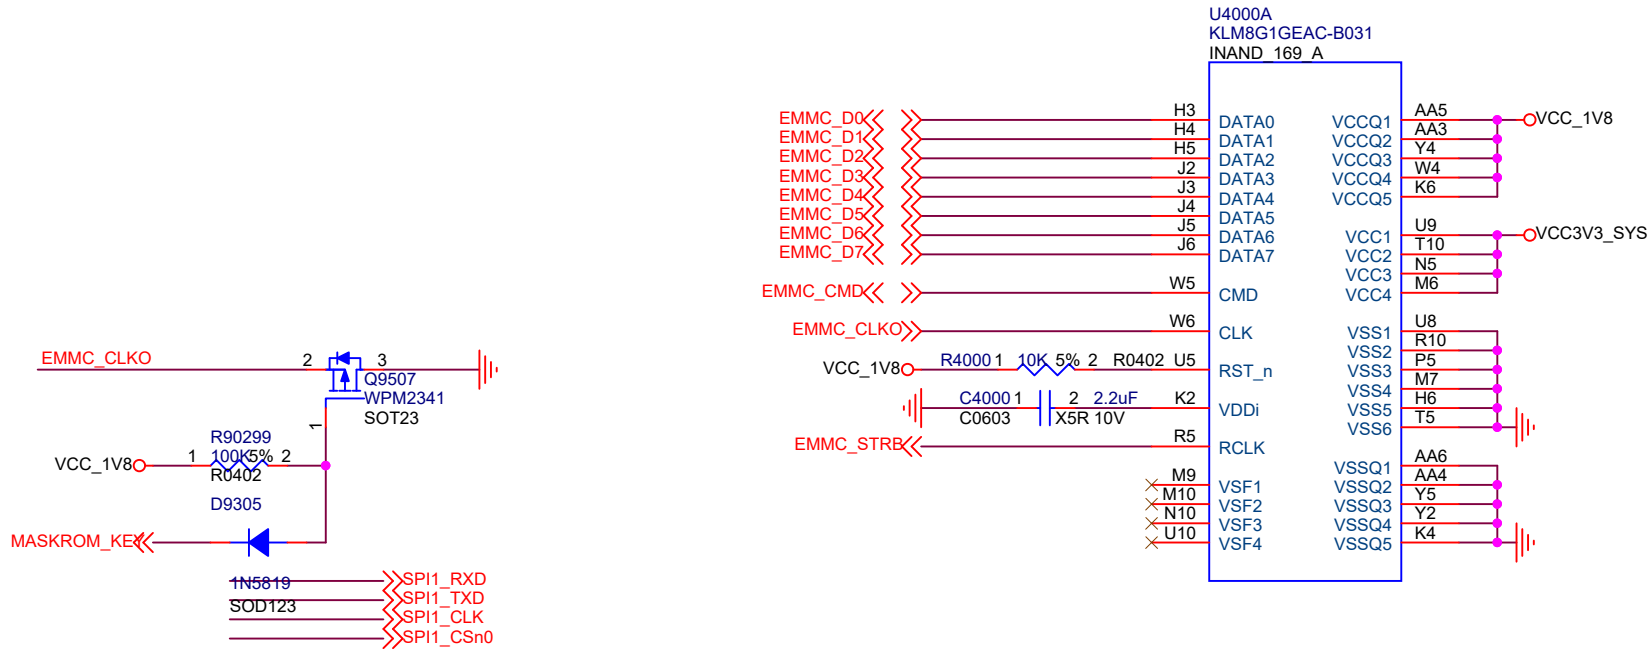 U4000A
KLM8G1GEAC-B031
INAND_169_A
EMMC_D0 H3 DATA0 VCCQ1 AA5 VCC_1V8
EMMC_D1 H4 DATA1 VCCQ2 AA3
EMMC_D2 H5 DATA2 VCCQ3 Y4
EMMC_D3 J2 DATA3 VCCQ4 W4
EMMC_D4 J3 DATA4 VCCQ5 K6
EMMC_D5 J4 DATA5
EMMC_D6 J5 DATA6 VCC1 U9 VCC3V3_SYS
EMMC_D7 J6 DATA7 VCC2 T10
VCC3 N5
EMMC_CMD W5 CMD VCC4 M6
EMMC_CLKO W6 CLK VSS1 U8
VSS2 R10
VCC_1V8 R4000 1 10K 5% 2 R0402 U5 RST_n VSS3 P5
VSS4 M7
C4000 1 2 2.2uF K2 VDDi VSS5 H6
C0603 X5R 10V
VSS6 T5
EMMC_STRB R5 RCLK
VSSQ1 AA6
M9 VSF1 VSSQ2 AA4
M10 VSF2 VSSQ3 Y5
N10 VSF3 VSSQ4 Y2
U10 VSF4 VSSQ5 K4
EMMC_CLKO 2 3
Q9507
WPM2341
SOT23
1
R90299
VCC_1V8 1 100K 5% 2
R0402
D9305
MASKROM_KEY
1N5819
SOD123
SPI1_RXD
SPI1_TXD
SPI1_CLK
SPI1_CSn0